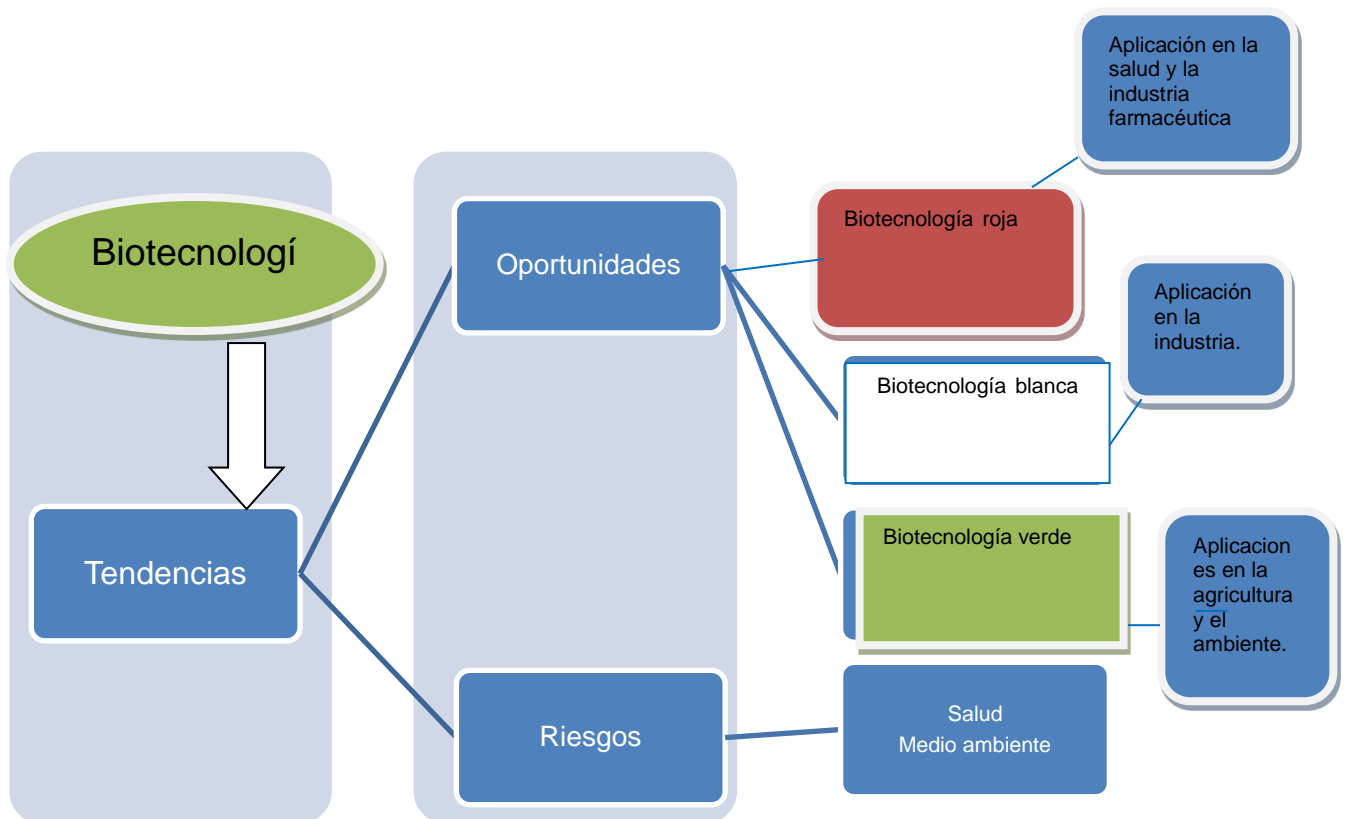 Aplicación en la
salud y la
industria
farmacéutica
Biotecnologí
Oportunidades
Biotecnología roja
Aplicación
en la
industria.
Biotecnología blanca
Tendencias
Biotecnología verde
Aplicacion
es en la
agricultura
y el
ambiente.
Riesgos
Salud
Medio ambiente